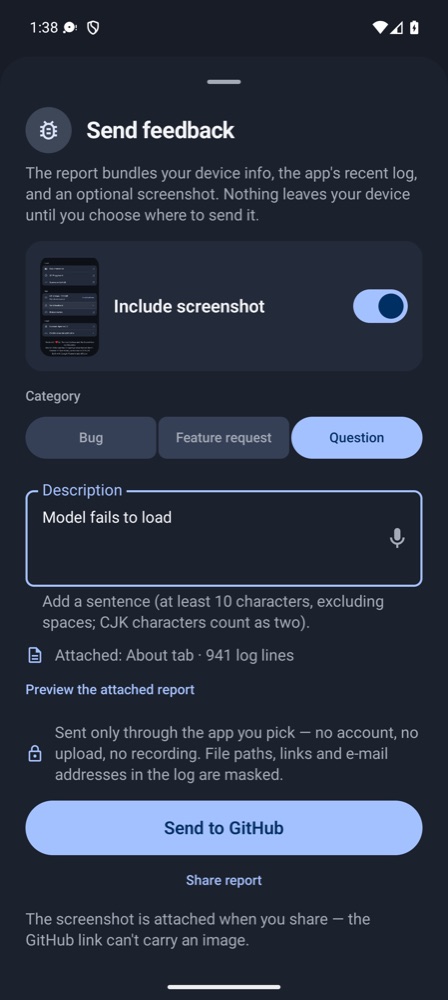 1:38
Send feedback
The report bundles your device info, the app's recent log,
and an optional screenshot. Nothing leaves your device
until you choose where to send it.
Include screenshot
Category
Bug
Feature request
Question
Description
Model fails to load
Add a sentence (at least 10 characters, excluding
spaces; CJK characters count as two).
Attached: About tab · 941 log lines
Preview the attached report
Sent only through the app you pick — no account, no
upload, no recording. File paths, links and e-mail
addresses in the log are masked.
Send to GitHub
Share report
The screenshot is attached when you share — the
GitHub link can't carry an image.